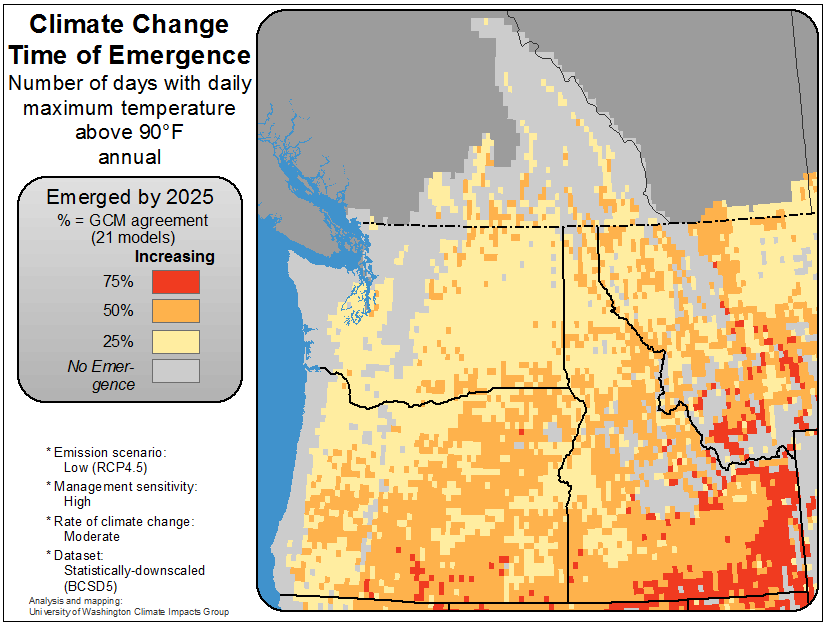 Climate Change
Time of Emergence
Number of days with daily
maximum temperature
above 90°F
annual
Emerged by 2025
% = GCM agreement
(21 models)
Increasing
75%
50%
25%
No Emer-
gence
* Emission scenario:
Low (RCP4.5)
* Management sensitivity:
High
* Rate of climate change:
Moderate
* Dataset:
Statistically-downscaled
(BCSD5)
Analysis and mapping:
University of Washington Climate Impacts Group